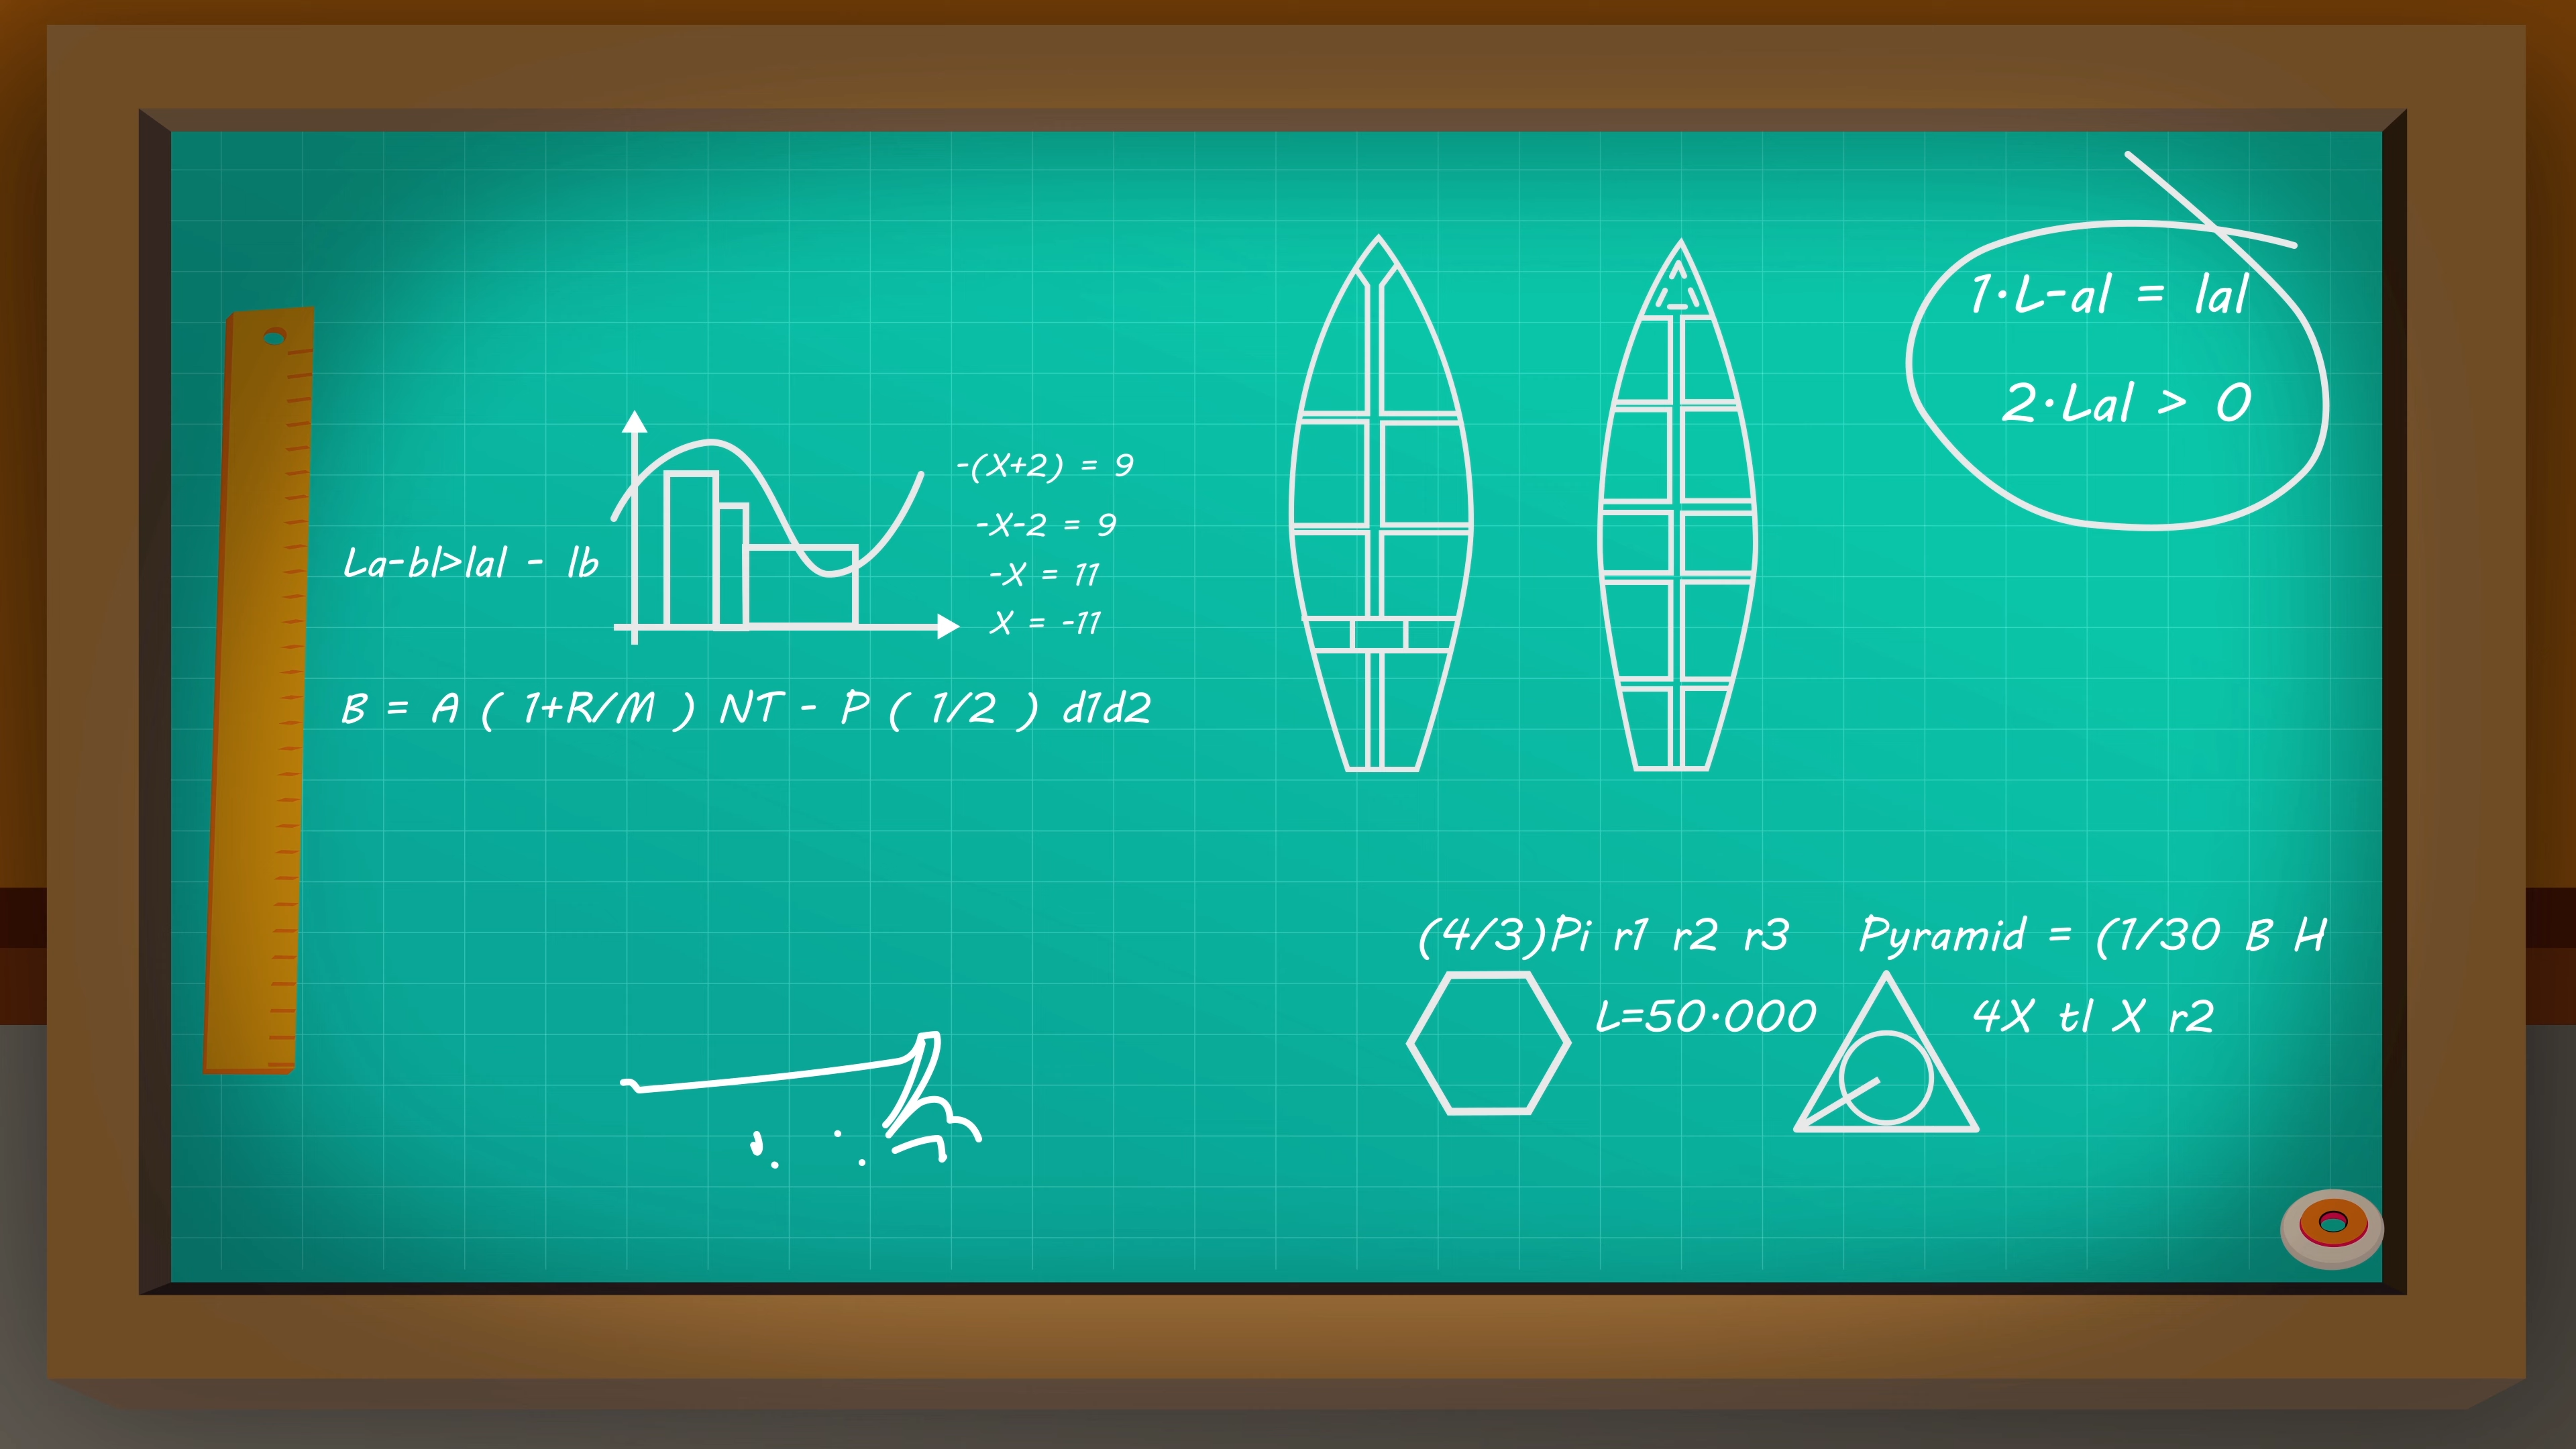 La-bl>lal - lb
-(X+2) = 9
-X-2 = 9
-X = 11
X = -11
B = A ( 1+R/M ) NT - P ( 1/2 ) d1d2
1·L-al = lal
2·Lal > 0
(4/3)Pi r1 r2 r3
Pyramid = (1/30 B H
L=50·000
4X tl X r2